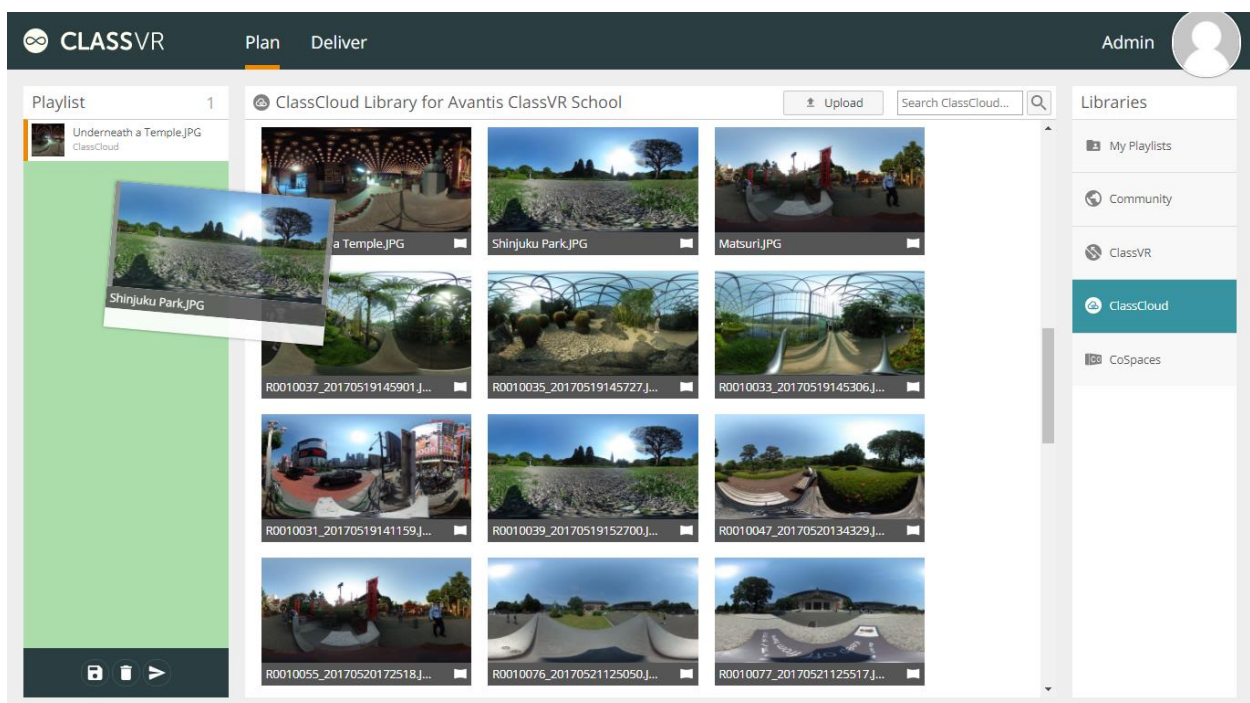 CLASSVR
Plan
Deliver
Admin
Playlist
1
Underneath a Temple.JPG
ClassCloud
Shinjuku Park.JPG
ClassCloud Library for Avantis ClassVR School
Upload
Search ClassCloud...
a Temple.JPG
Shinjuku Park.JPG
Matsuri.JPG
R0010037_20170519145901.J...
R0010035_20170519145727.J...
R0010033_20170519145306.J...
R0010031_20170519141159.J...
R0010039_20170519152700.J...
R0010047_20170520134329.J...
R0010055_20170520172518.J...
R0010076_20170521125050.J...
R0010077_20170521125517.J...
Libraries
My Playlists
Community
ClassVR
ClassCloud
CO CoSpaces